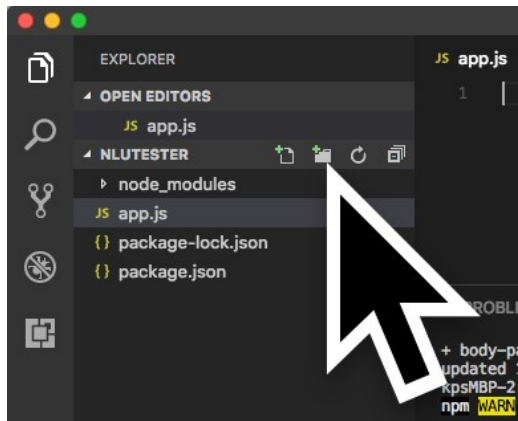 EXPLORER
OPEN EDITORS
JS app.js
NLUTESTER
node_modules
JS app.js
{} package-lock.json
{} package.json
JS app.js
1
+ body-pa
updated
kpsMBP-2
npm WARN